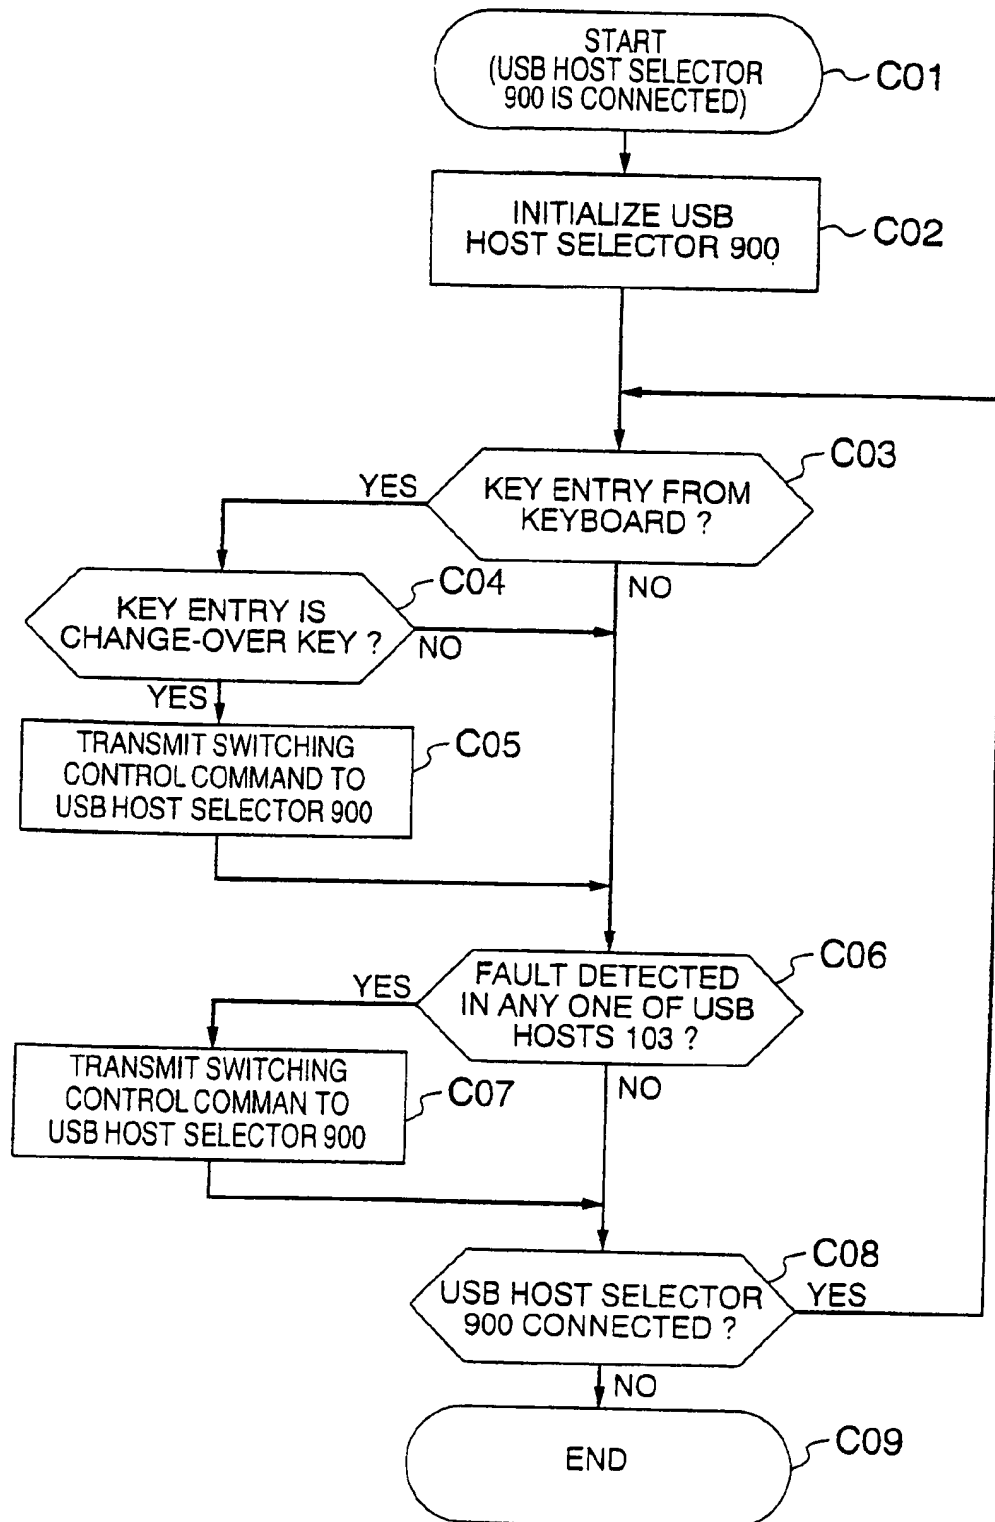 START
(USB HOST SELECTOR
900 IS CONNECTED)
C01
INITIALIZE USB
HOST SELECTOR 900
C02
KEY ENTRY FROM
KEYBOARD ?
C03
YES
NO
KEY ENTRY IS
CHANGE-OVER KEY ?
C04
NO
YES
TRANSMIT SWITCHING
CONTROL COMMAND TO
USB HOST SELECTOR 900
C05
FAULT DETECTED
IN ANY ONE OF USB
HOSTS 103 ?
C06
YES
NO
TRANSMIT SWITCHING
CONTROL COMMAN TO
USB HOST SELECTOR 900
C07
USB HOST SELECTOR
900 CONNECTED ?
C08
YES
NO
END
C09